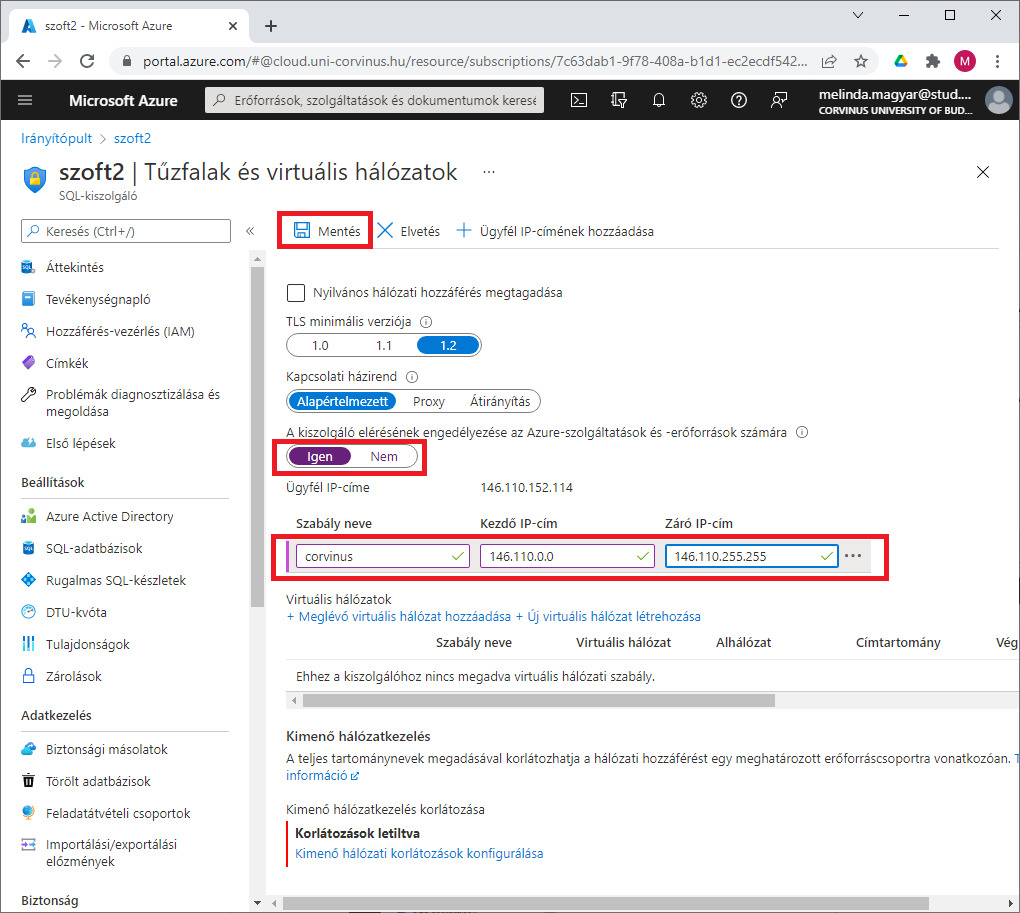 szoft2 - Microsoft Azure
portal.azure.com/#@cloud.uni-corvinus.hu/resource/subscriptions/7c63dab1-9f78-408a-b1d1-ec2ecdf542...
M
Microsoft Azure
Erőforrások, szolgáltatások és dokumentumok keresé
melinda.magyar@stud....
CORVINUS UNIVERSITY OF BUD...
Irányítópult > szoft2
szoft2 | Tűzfalak és virtuális hálózatok ...
SQL-kiszolgáló
Keresés (Ctrl+/)
«
Mentés
Elvetés
Ügyfél IP-címének hozzáadása
Áttekintés
Tevékenységnapló
Hozzáférés-vezérlés (IAM)
Címkék
Problémák diagnosztizálása és
megoldása
Első lépések
Beállítások
Azure Active Directory
SQL-adatbázisok
Rugalmas SQL-készletek
DTU-kvóta
Tulajdonságok
Zárolások
Adatkezelés
Biztonsági másolatok
Törölt adatbázisok
Feladatátvételi csoportok
Importálási/exportálási
előzmények
Biztonság
Nyilvános hálózati hozzáférés megtagadása
TLS minimális verziója
1.0 1.1 1.2
Kapcsolati házirend
Alapértelmezett Proxy Átirányítás
A kiszolgáló elérésének engedélyezése az Azure-szolgáltatások és -erőforrások számára
Igen Nem
Ügyfél IP-címe 146.110.152.114
Szabály neve Kezdő IP-cím Záró IP-cím
corvinus 146.110.0.0 146.110.255.255 ...
Virtuális hálózatok
+ Meglévő virtuális hálózat hozzáadása + Új virtuális hálózat létrehozása
Szabály neve Virtuális hálózat Alhálózat Címtartomány Vég
Ehhez a kiszolgálóhoz nincs megadva virtuális hálózati szabály.
Kimenő hálózatkezelés
A teljes tartománynevek megadásával korlátozhatja a hálózati hozzáférést egy meghatározott erőforráscsoportra vonatkozóan. T
információ
Kimenő hálózatkezelés korlátozása
Korlátozások letiltva
Kimenő hálózati korlátozások konfigurálása